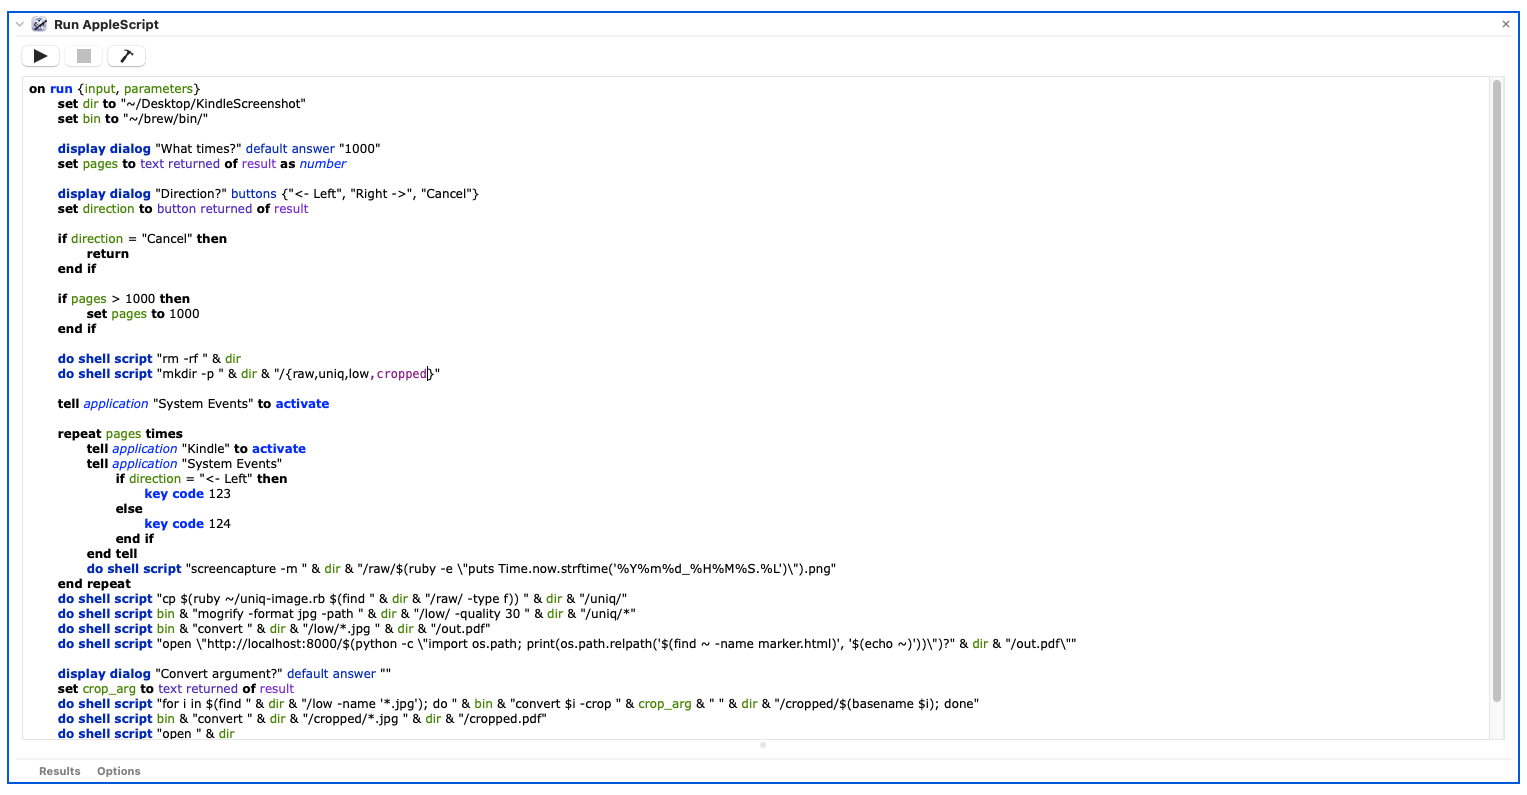 Run AppleScript
on run {input, parameters}
set dir to "~/Desktop/KindleScreenshot"
set bin to "~/brew/bin/"
display dialog "What times?" default answer "1000"
set pages to text returned of result as number
display dialog "Direction?" buttons {"<- Left", "Right ->", "Cancel"}
set direction to button returned of result
if direction = "Cancel" then
return
end if
if pages > 1000 then
set pages to 1000
end if
do shell script "rm -rf " & dir
do shell script "mkdir -p " & dir & "/{raw,uniq,low,cropped}"
tell application "System Events" to activate
repeat pages times
tell application "Kindle" to activate
tell application "System Events"
if direction = "<- Left" then
key code 123
else
key code 124
end if
end tell
do shell script "screencapture -m " & dir & "/raw/$(ruby -e \"puts Time.now.strftime('%Y%m%d_%H%M%S.%L')\").png"
end repeat
do shell script "cp $(ruby ~/uniq-image.rb $(find " & dir & "/raw/ -type f)) " & dir & "/uniq/"
do shell script bin & "mogrify -format jpg -path " & dir & "/low/ -quality 30 " & dir & "/uniq/*"
do shell script bin & "convert " & dir & "/low/*.jpg " & dir & "/out.pdf"
do shell script "open \"http://localhost:8000/$(python -c \"import os.path; print(os.path.relpath('$(find ~ -name marker.html)', '$(echo ~)'))\")?" & dir & "/out.pdf\""
display dialog "Convert argument?" default answer ""
set crop_arg to text returned of result
do shell script "for i in $(find " & dir & "/low -name '*.jpg'); do " & bin & "convert $i -crop " & crop_arg & " " & dir & "/cropped/$(basename $i); done"
do shell script bin & "convert " & dir & "/cropped/*.jpg " & dir & "/cropped.pdf"
do shell script "open " & dir
Results Options